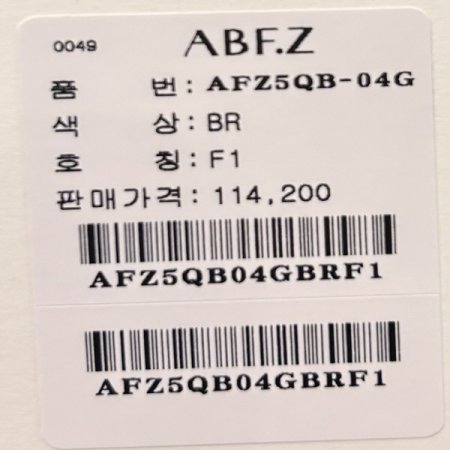 0049 ABF.Z
품 번 : AFZ5QB-04G
색 상 : BR
호 칭 : F1
판매가격 : 114,200
AFZ5QB04GBRF1
AFZ5QB04GBRF1